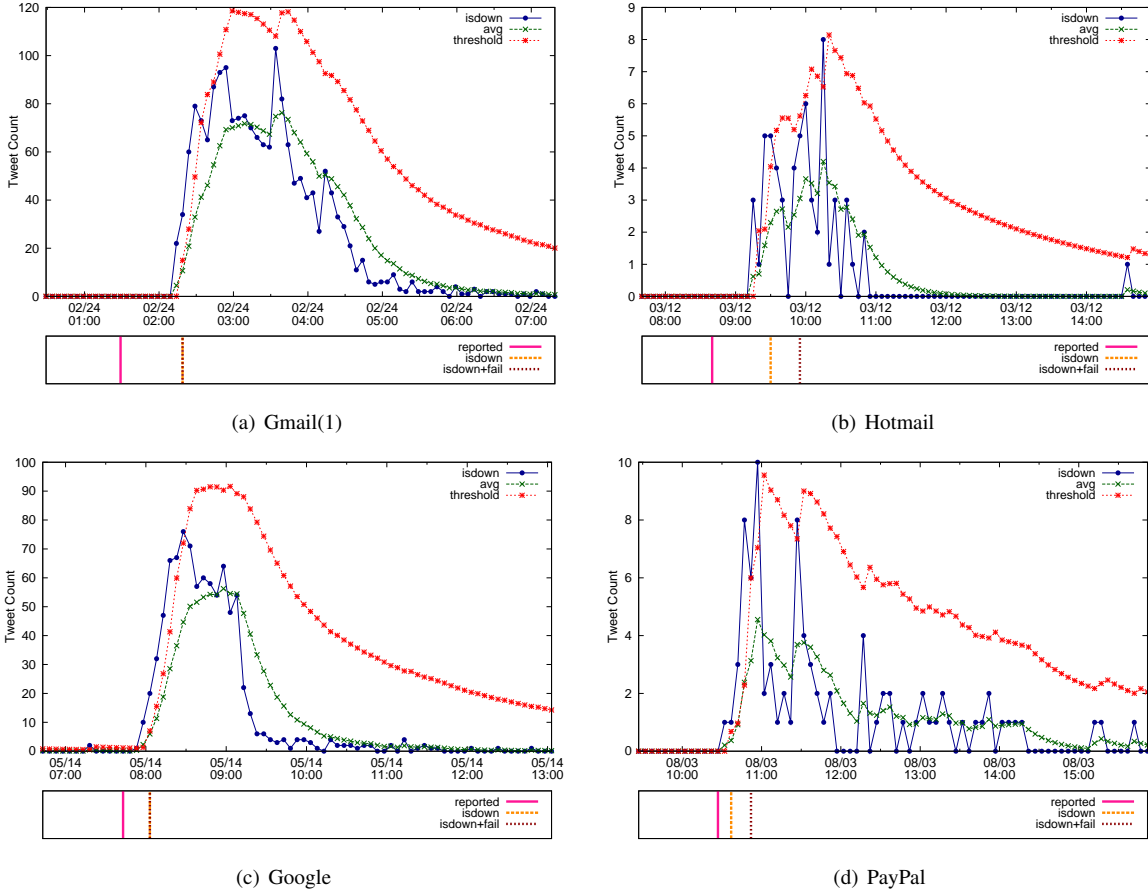 120
100
80
60
40
20
0
Tweet Count
isdown
avg
threshold
02/24 02/24 02/24 02/24 02/24 02/24 02/24
01:00 02:00 03:00 04:00 05:00 06:00 07:00
reported
isdown
isdown+fail
(a) Gmail(1)
9
8
7
6
5
4
3
2
1
0
Tweet Count
isdown
avg
threshold
03/12 03/12 03/12 03/12 03/12 03/12 03/12
08:00 09:00 10:00 11:00 12:00 13:00 14:00
reported
isdown
isdown+fail
(b) Hotmail
100
90
80
70
60
50
40
30
20
10
0
Tweet Count
isdown
avg
threshold
05/14 05/14 05/14 05/14 05/14 05/14 05/14
07:00 08:00 09:00 10:00 11:00 12:00 13:00
reported
isdown
isdown+fail
(c) Google
10
8
6
4
2
0
Tweet Count
isdown
avg
threshold
08/03 08/03 08/03 08/03 08/03 08/03
10:00 11:00 12:00 13:00 14:00 15:00
reported
isdown
isdown+fail
(d) PayPal